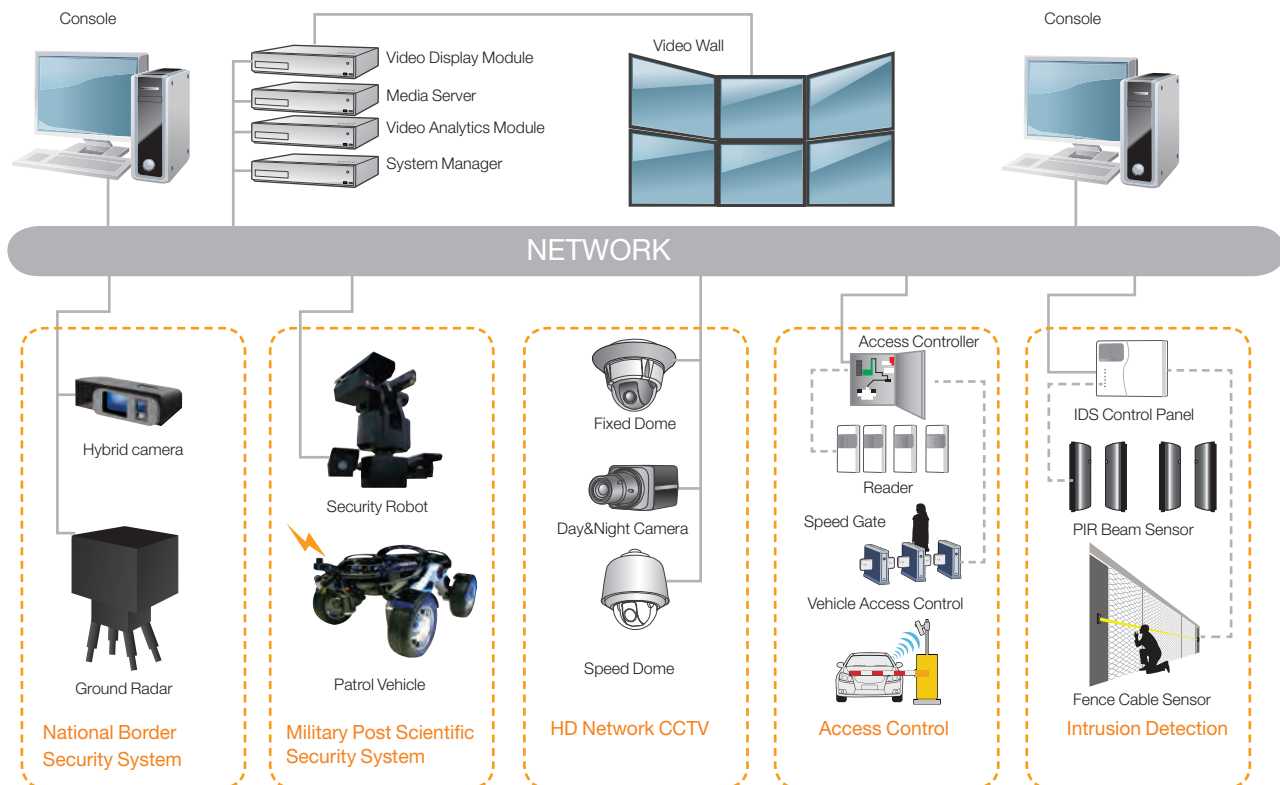 Console
Console
Video Wall
Video Display Module
Media Server
Video Analytics Module
System Manager
NETWORK
Hybrid camera
Ground Radar
National Border
Security System
Security Robot
Patrol Vehicle
Military Post Scientific
Security System
Fixed Dome
Day&Night Camera
Speed Dome
HD Network CCTV
Access Controller
Reader
Speed Gate
Vehicle Access Control
Access Control
IDS Control Panel
PIR Beam Sensor
Fence Cable Sensor
Intrusion Detection